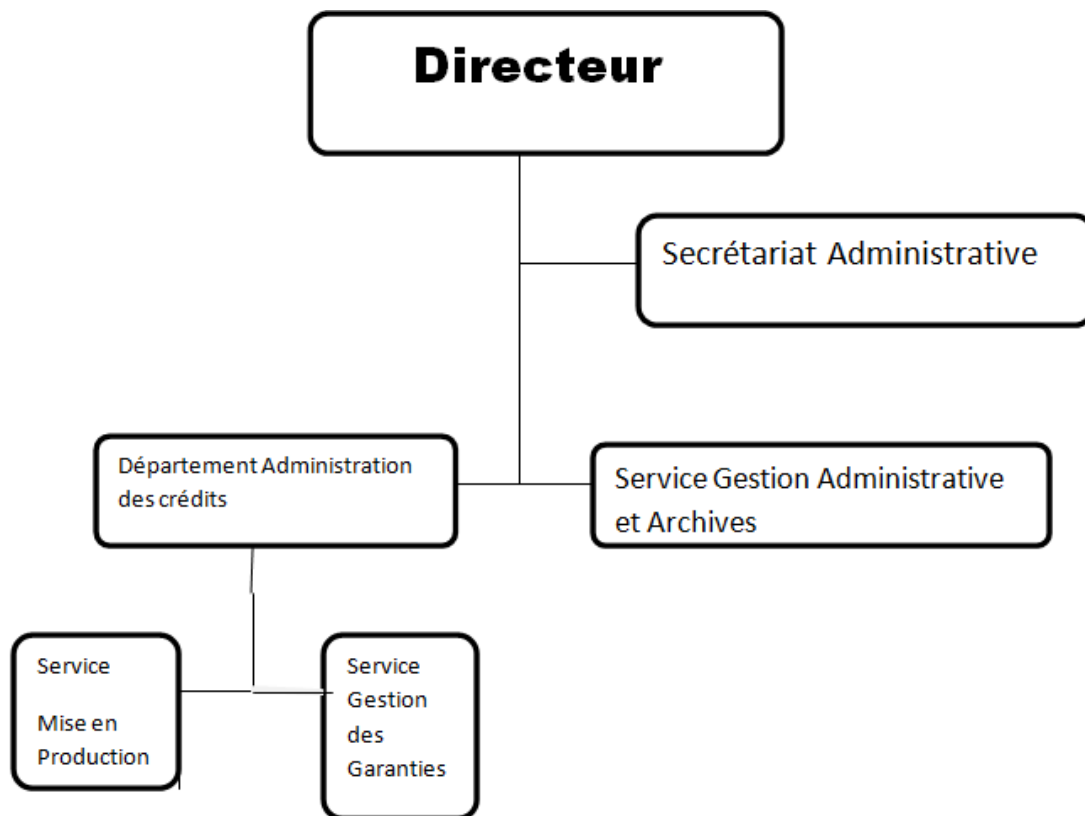 Directeur
Secrétariat Administrative
Département Administration
des crédits
Service Gestion Administrative
et Archives
Service
Mise en
Production
Service
Gestion
des
Garanties